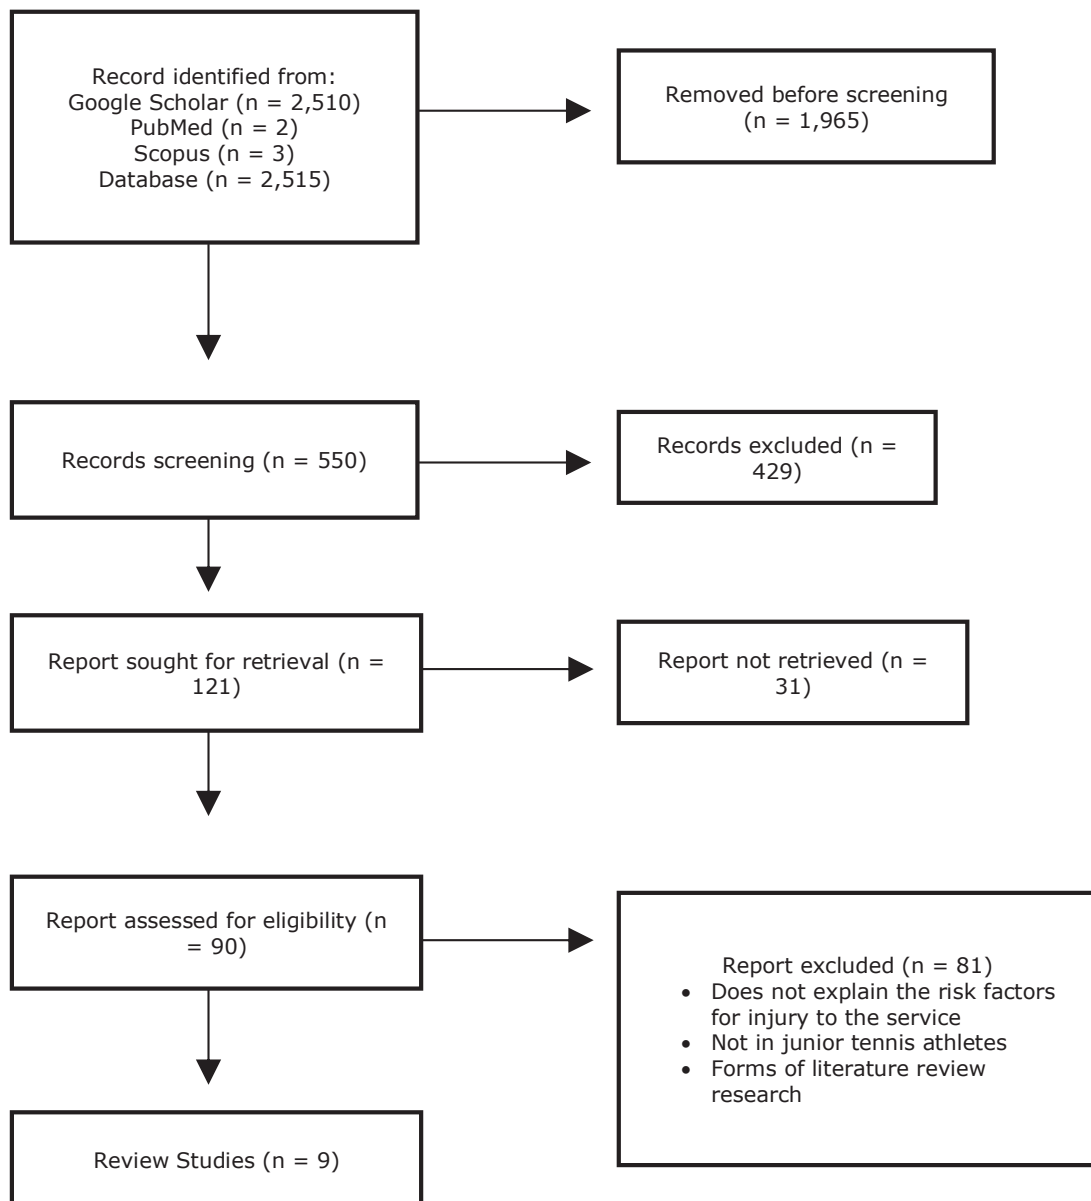 Record identified from:
Google Scholar (n = 2,510)
PubMed (n = 2)
Scopus (n = 3)
Database (n = 2,515)
Removed before screening
(n = 1,965)
Records screening (n = 550)
Records excluded (n =
429)
Report sought for retrieval (n =
121)
Report not retrieved (n =
31)
Report assessed for eligibility (n
= 90)
Report excluded (n = 81)
• Does not explain the risk factors
for injury to the service
• Not in junior tennis athletes
• Forms of literature review
research
Review Studies (n = 9)